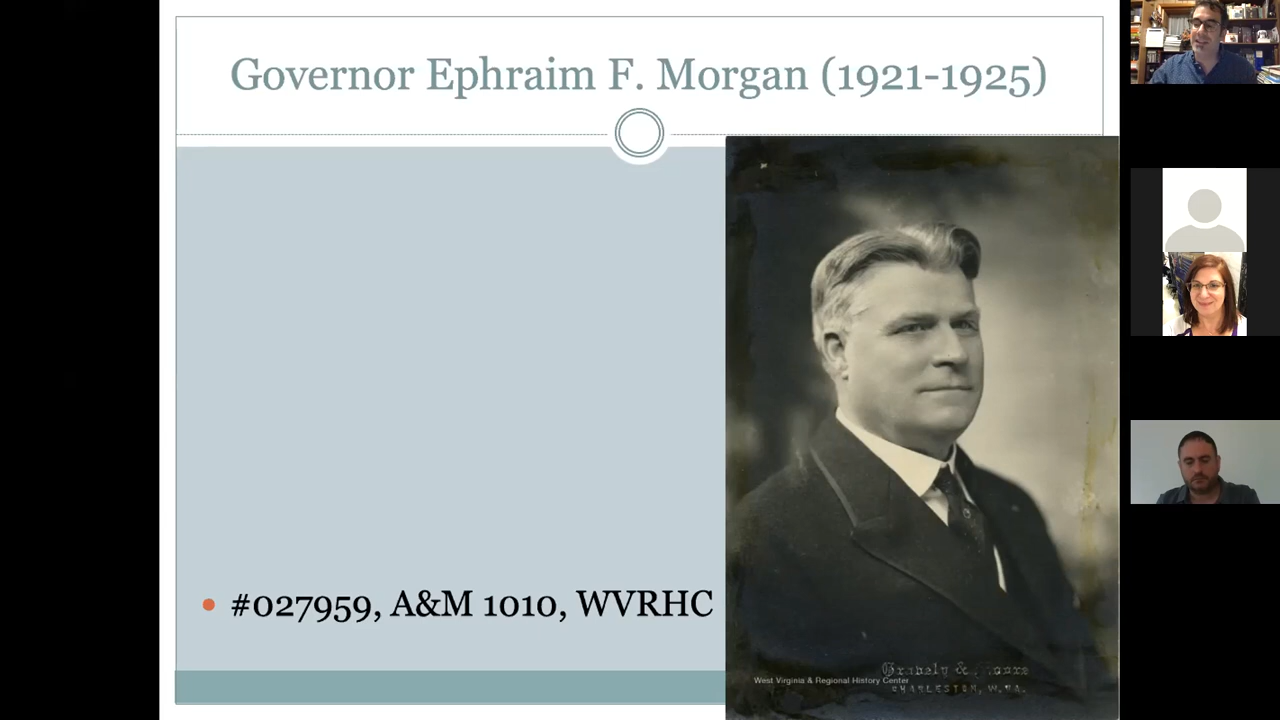 Governor Ephraim F. Morgan (1921-1925)
#027959, A&M 1010, WVRHC
West Virginia & Regional History Center
CHARLESTON, W.VA.